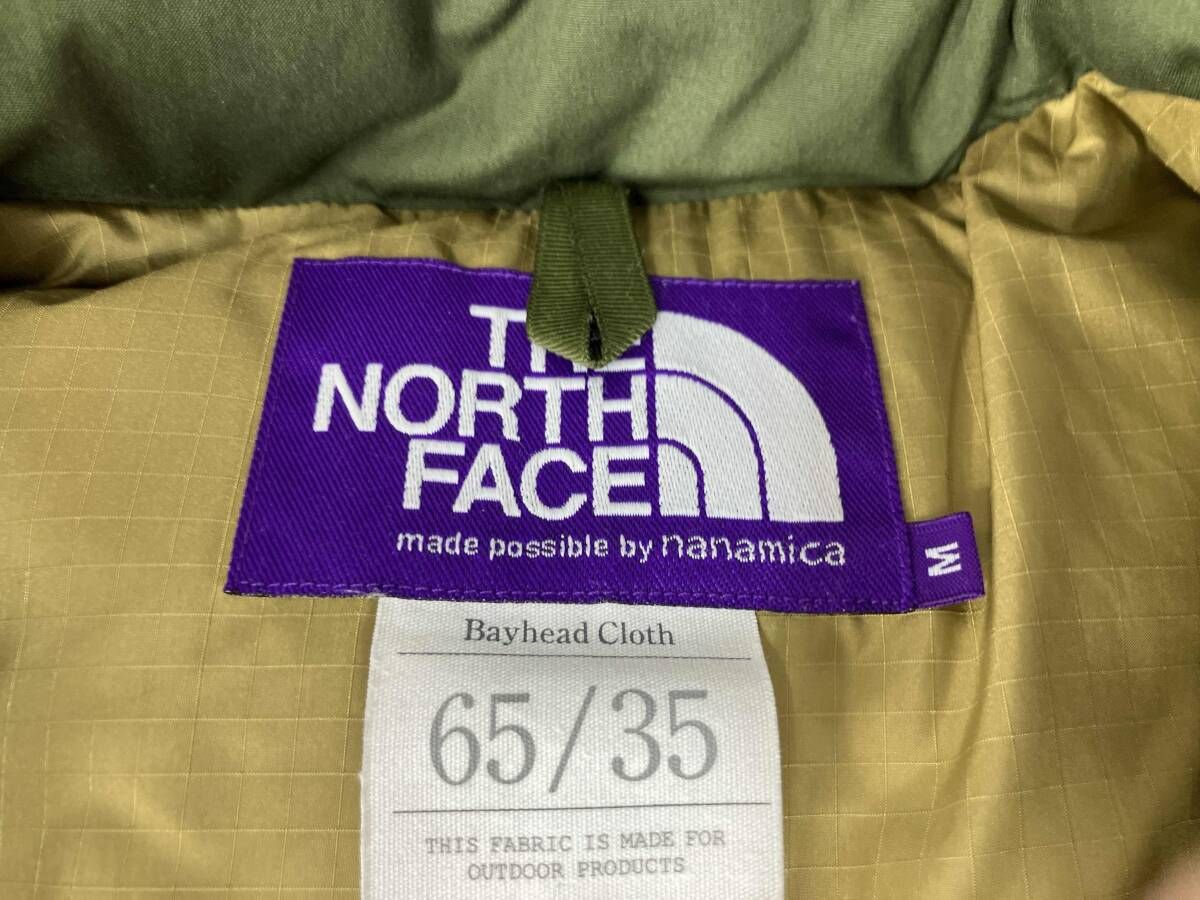 THE
NORTH
FACE
made possible by nanamica
M
Bayhead Cloth
65/35
THIS FABRIC IS MADE FOR
OUTDOOR PRODUCTS